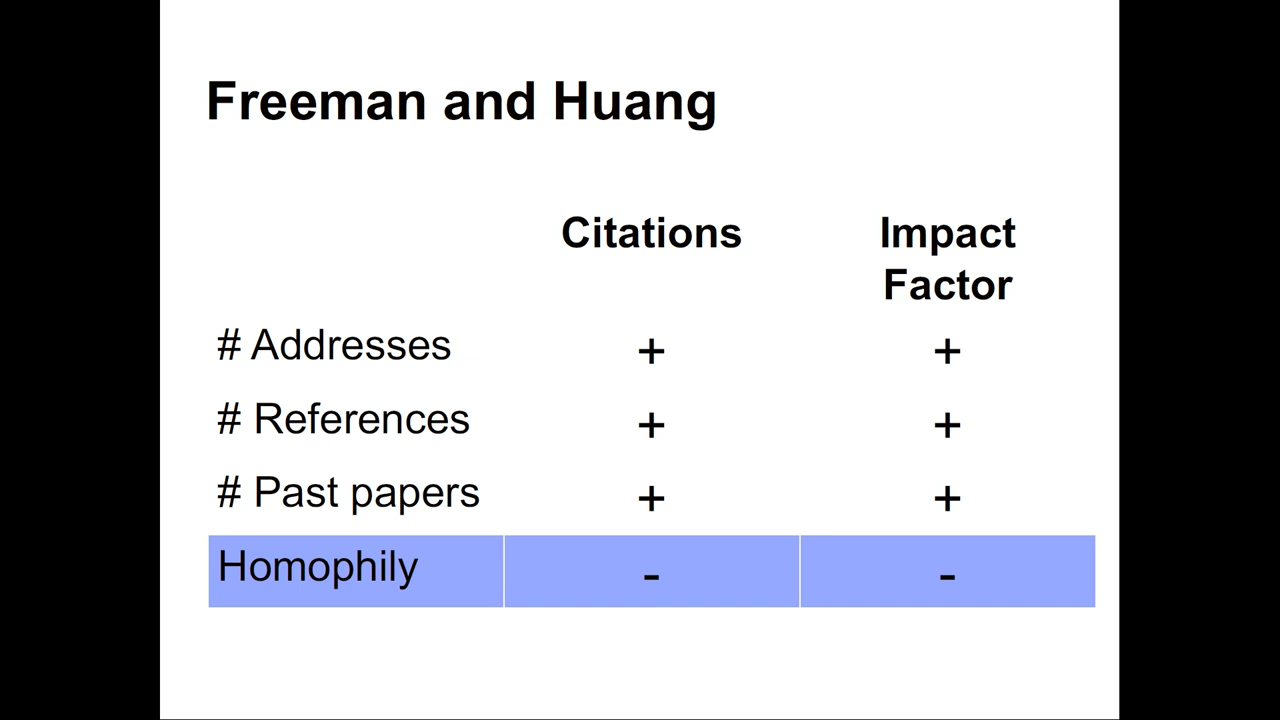 Freeman and Huang
Citations Impact
Factor
# Addresses + +
# References + +
# Past papers + +
Homophily - -